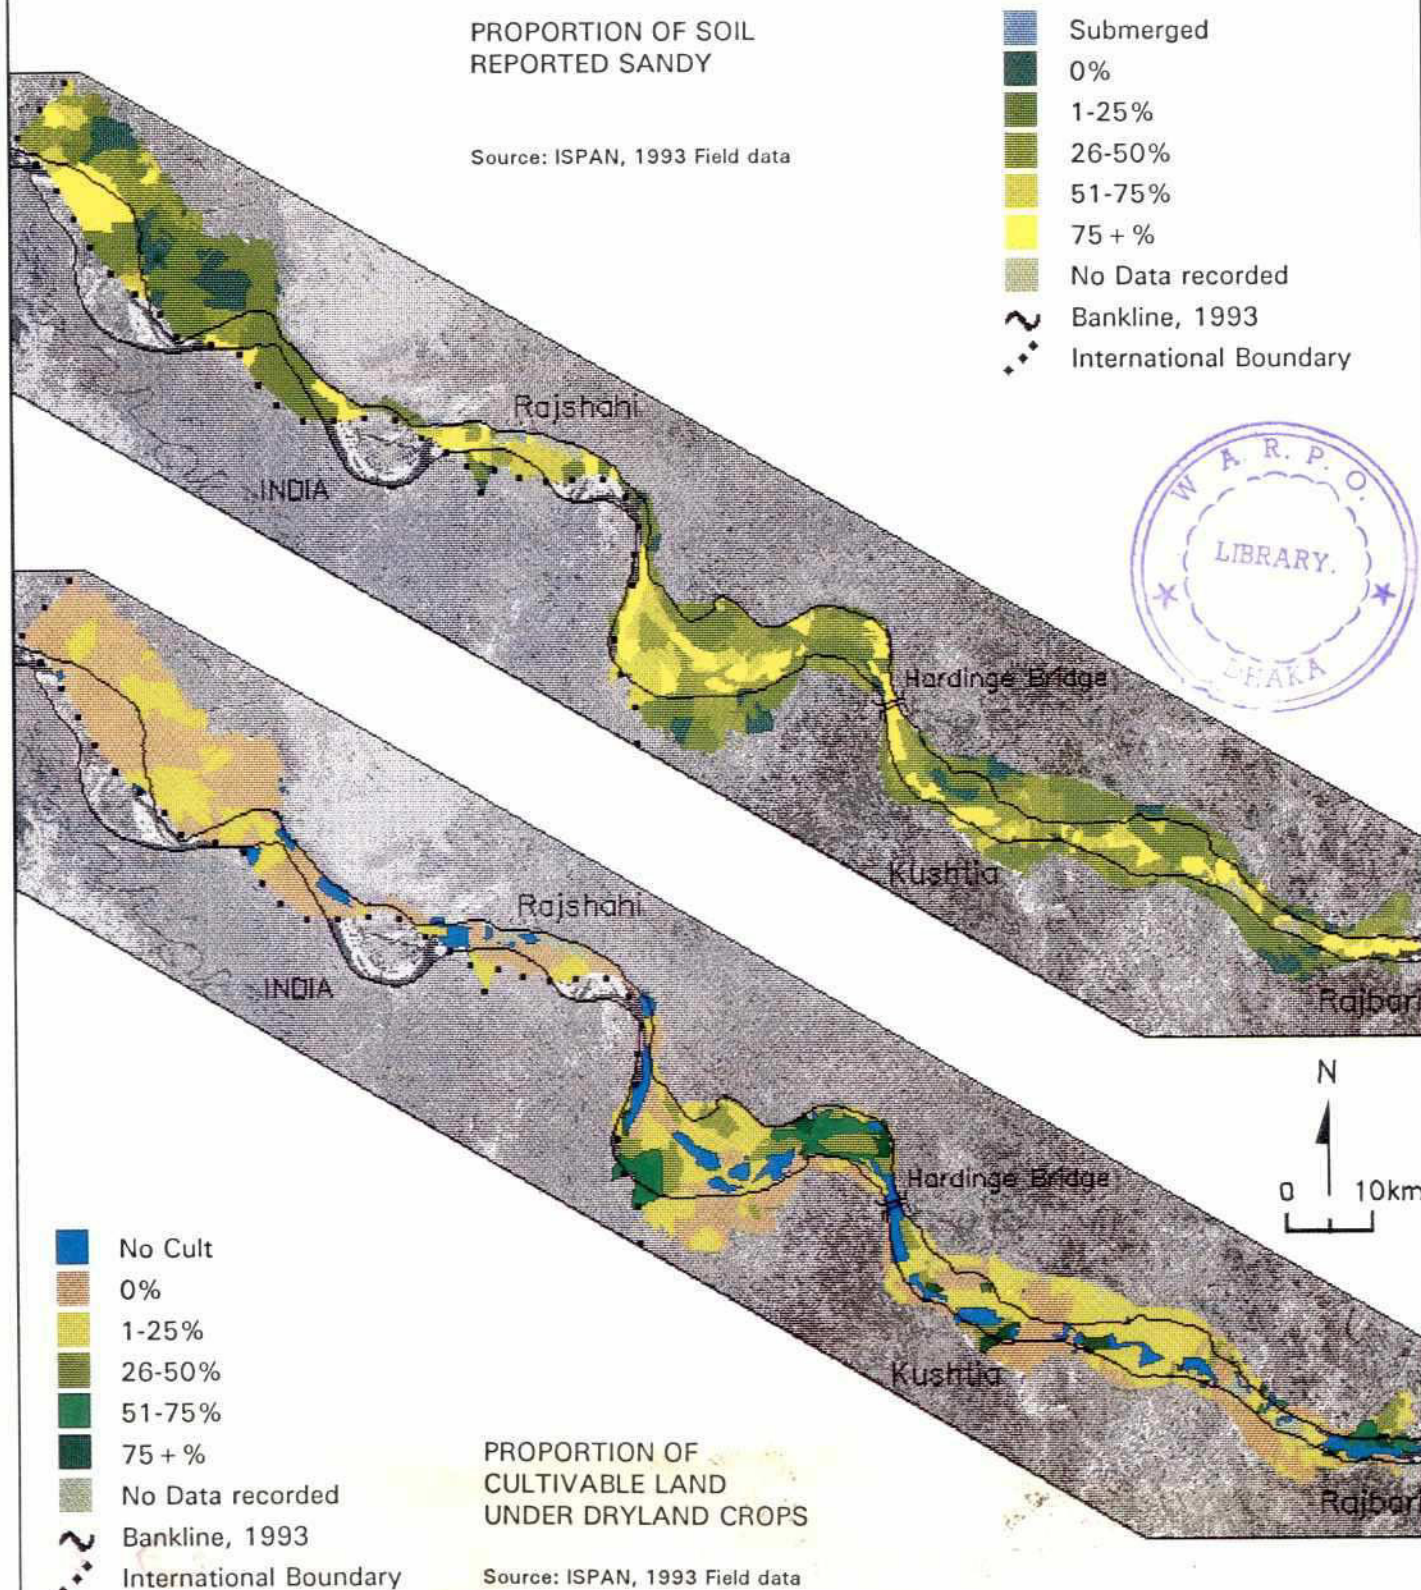 PROPORTION OF SOIL
REPORTED SANDY
Source: ISPAN, 1993 Field data
Submerged
0%
1-25%
26-50%
51-75%
75 + %
No Data recorded
Bankline, 1993
International Boundary
Rajshahi
INDIA
Hardinge Bridge
Kushtia
Rajbari
W. A. R. P. O.
LIBRARY.
DHAKA
Rajshahi
INDIA
Hardinge Bridge
Kushtia
Rajbari
N
0 10km
No Cult
0%
1-25%
26-50%
51-75%
75 + %
No Data recorded
Bankline, 1993
International Boundary
PROPORTION OF
CULTIVABLE LAND
UNDER DRYLAND CROPS
Source: ISPAN, 1993 Field data